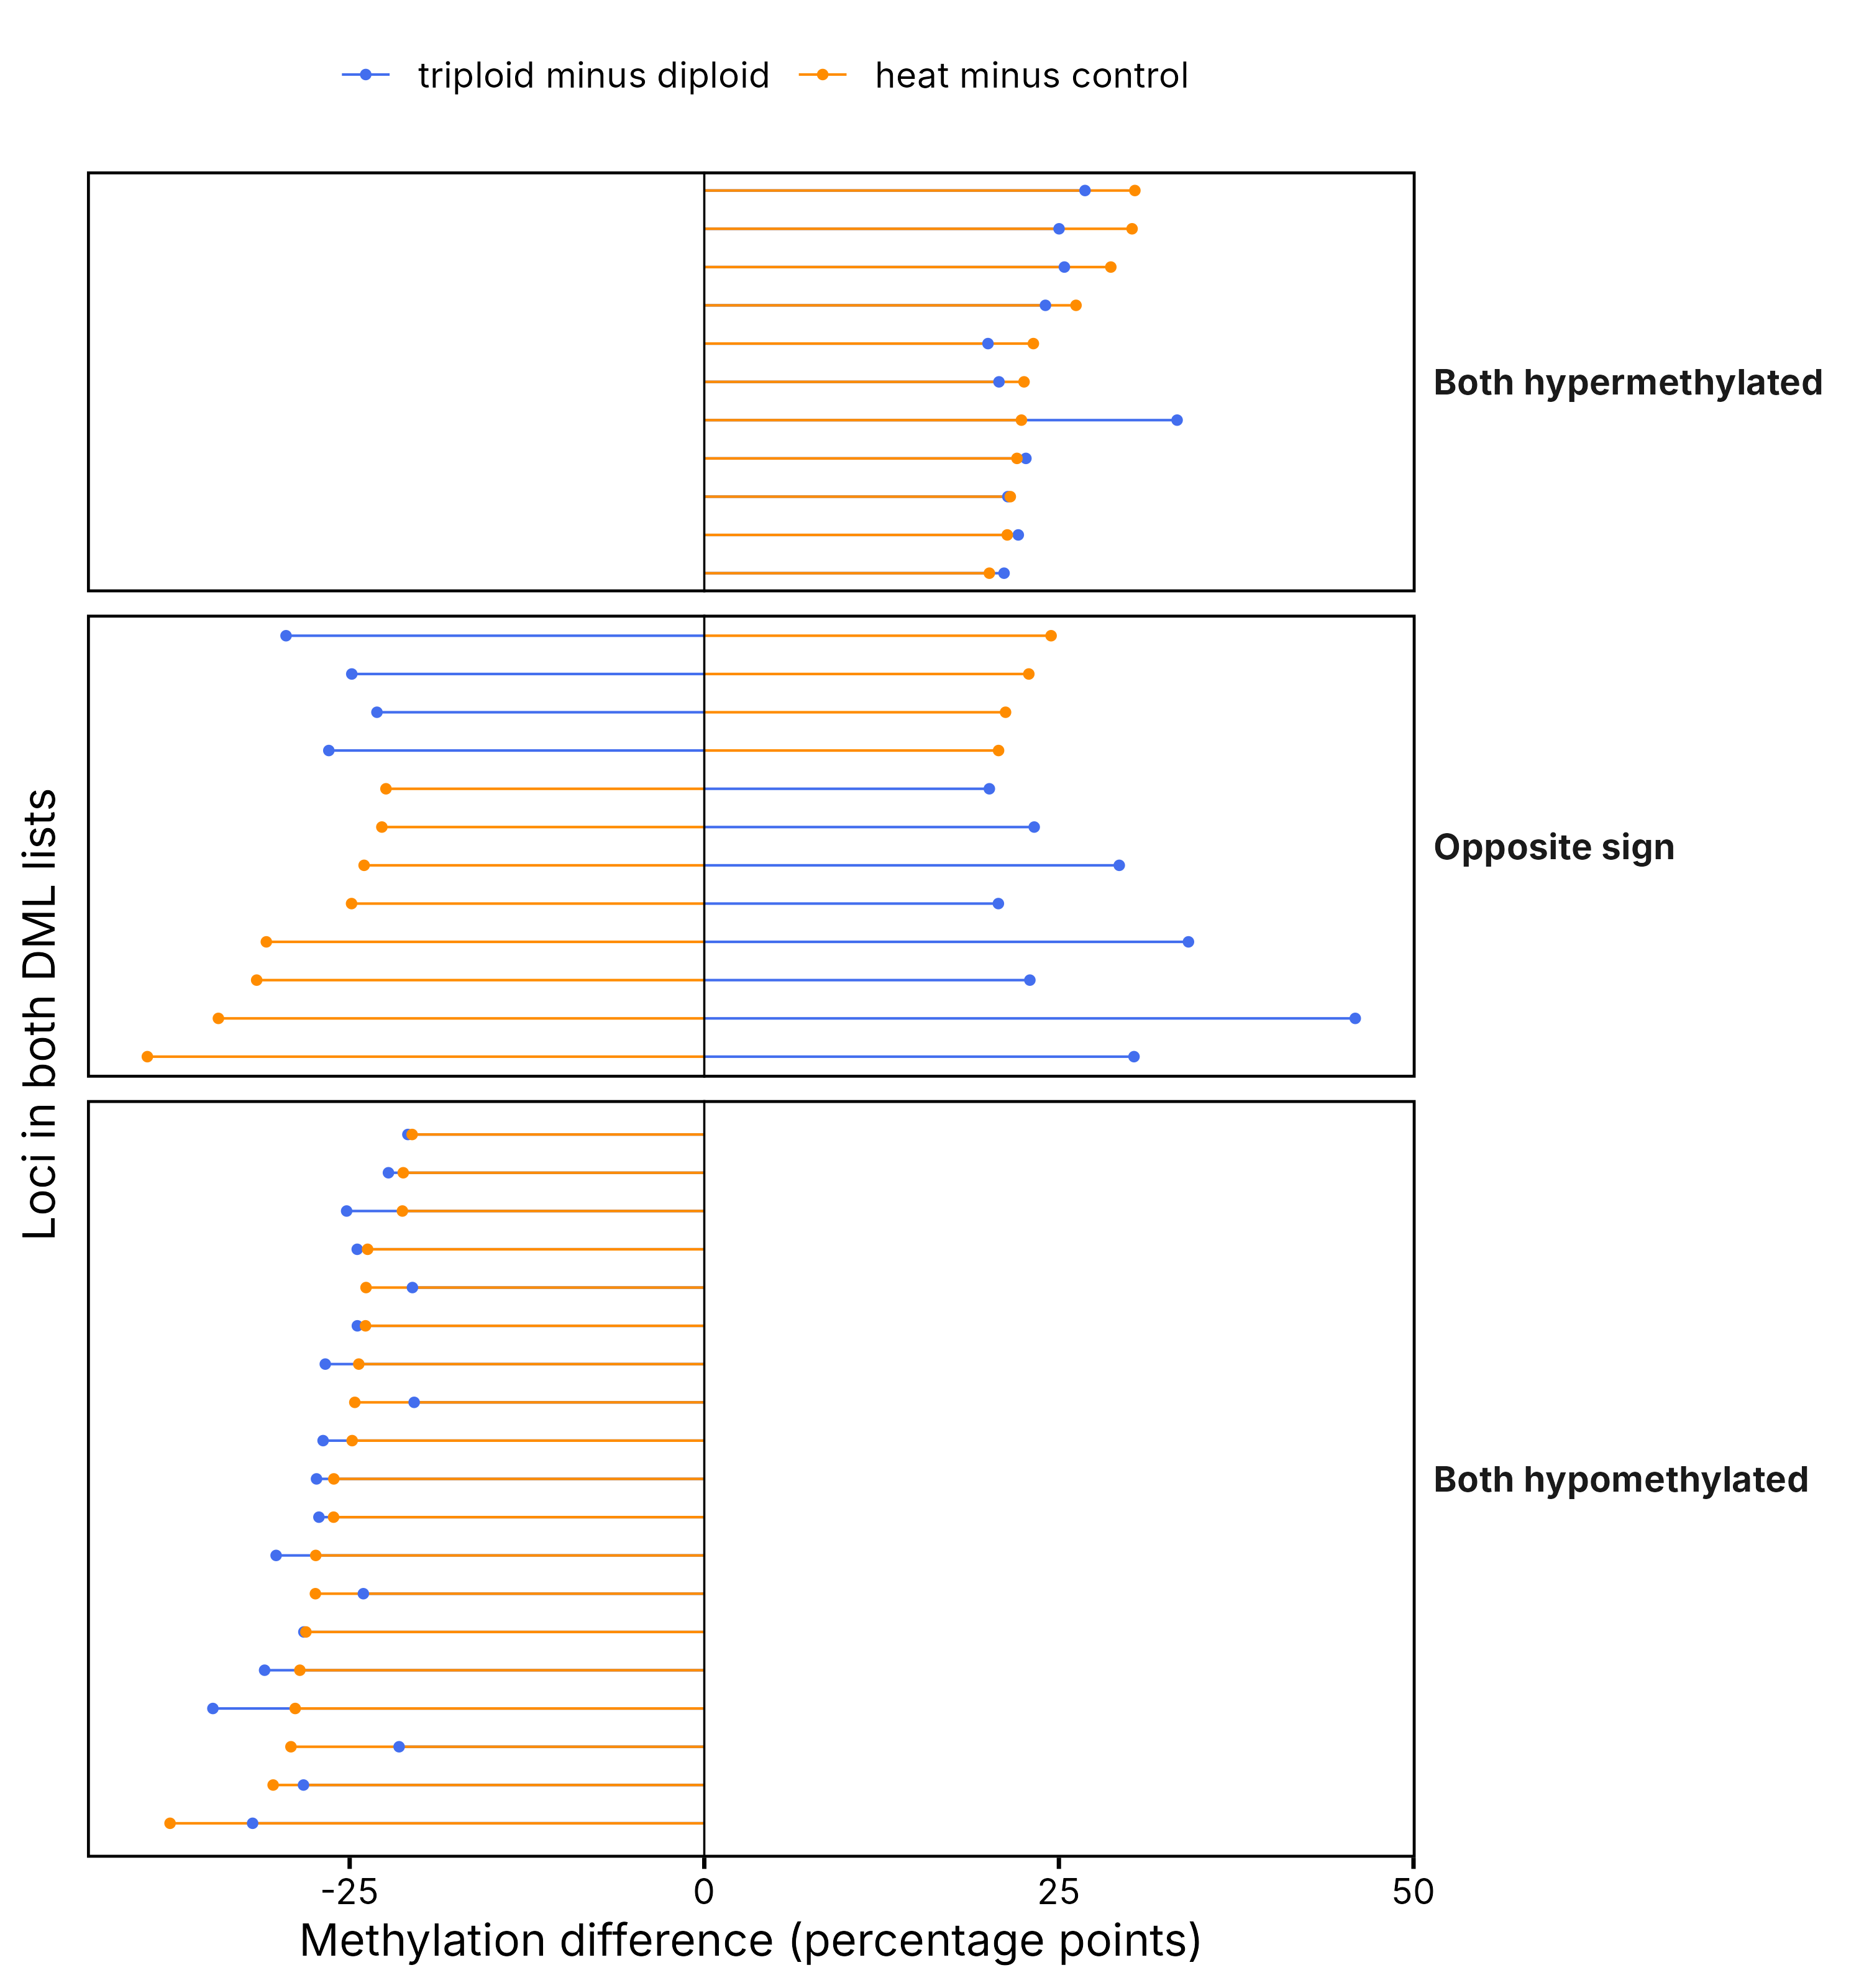 triploid minus diploid
heat minus control
Both hypermethylated
Opposite sign
Both hypomethylated
Loci in both DML lists
-25
0
25
50
Methylation difference (percentage points)